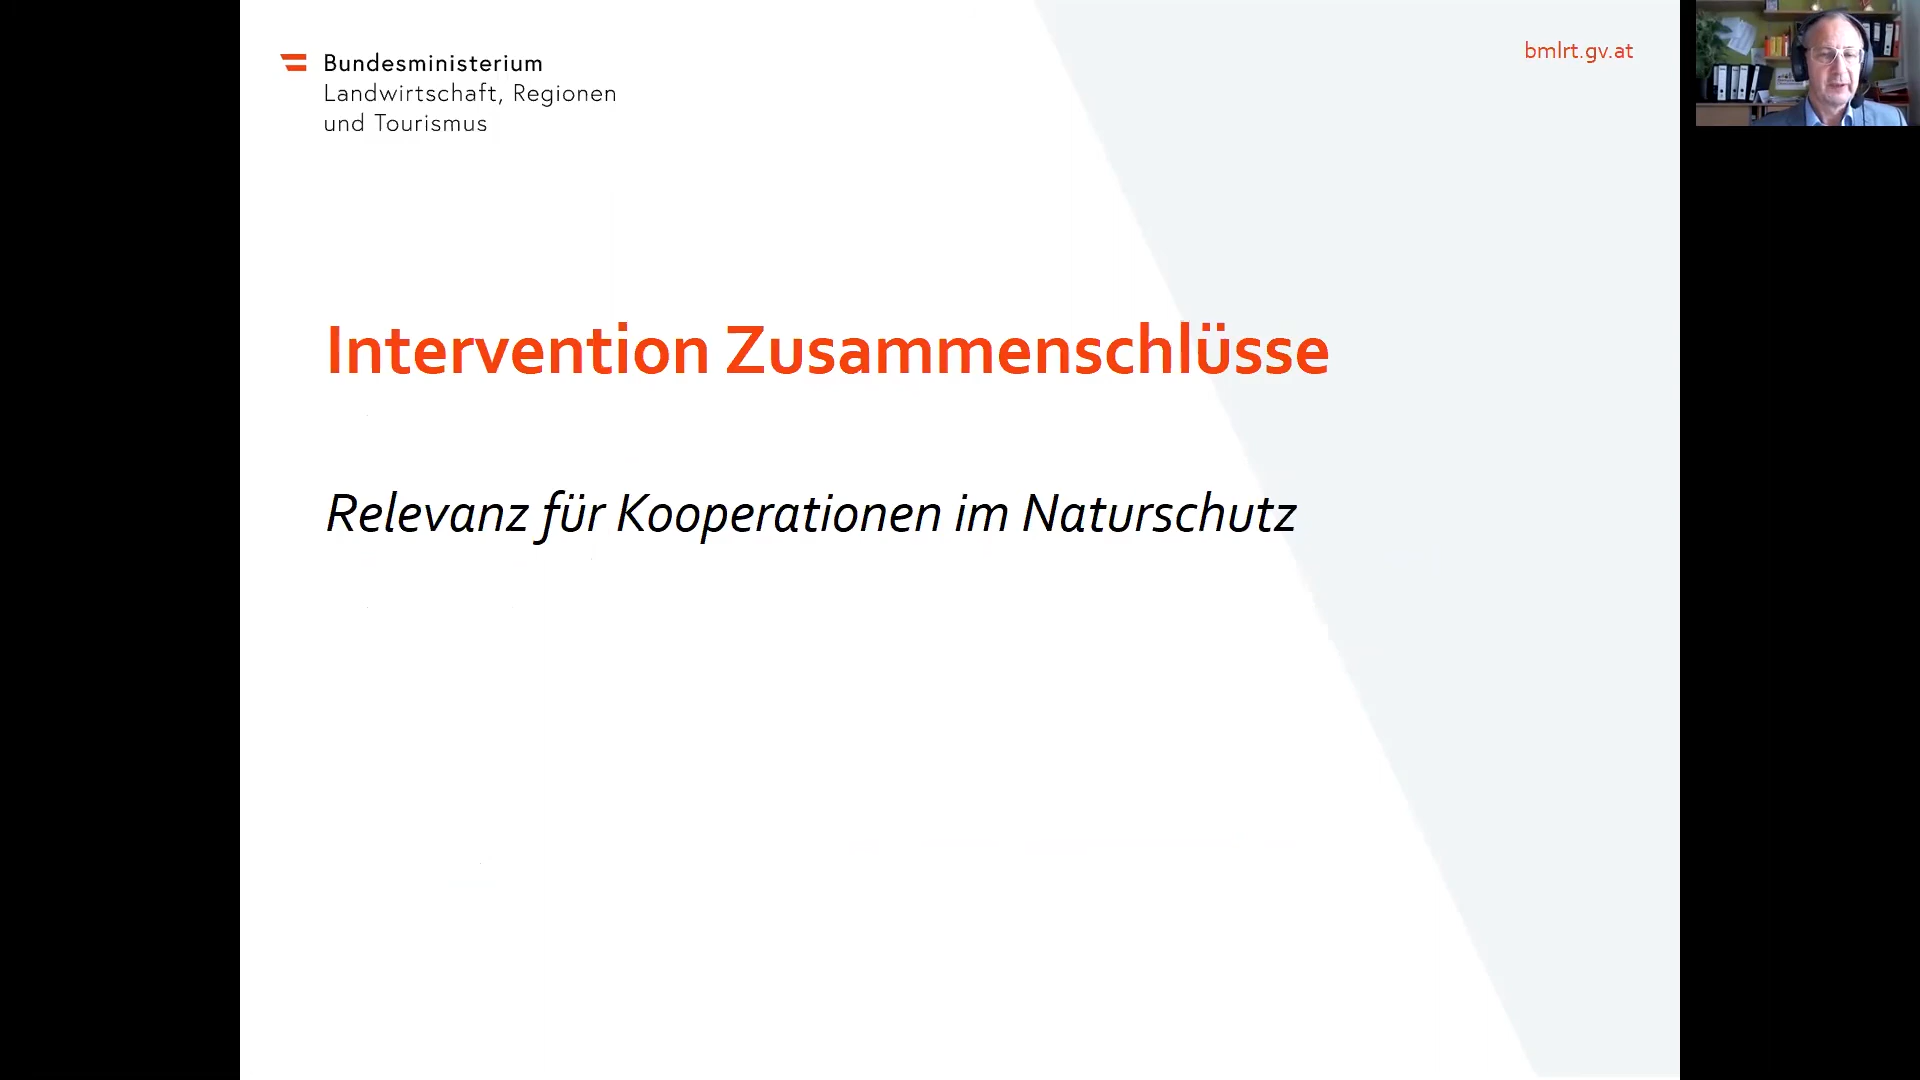 Bundesministerium
Landwirtschaft, Regionen
und Tourismus
bmlrt.gv.at
Intervention Zusammenschlüsse
Relevanz für Kooperationen im Naturschutz